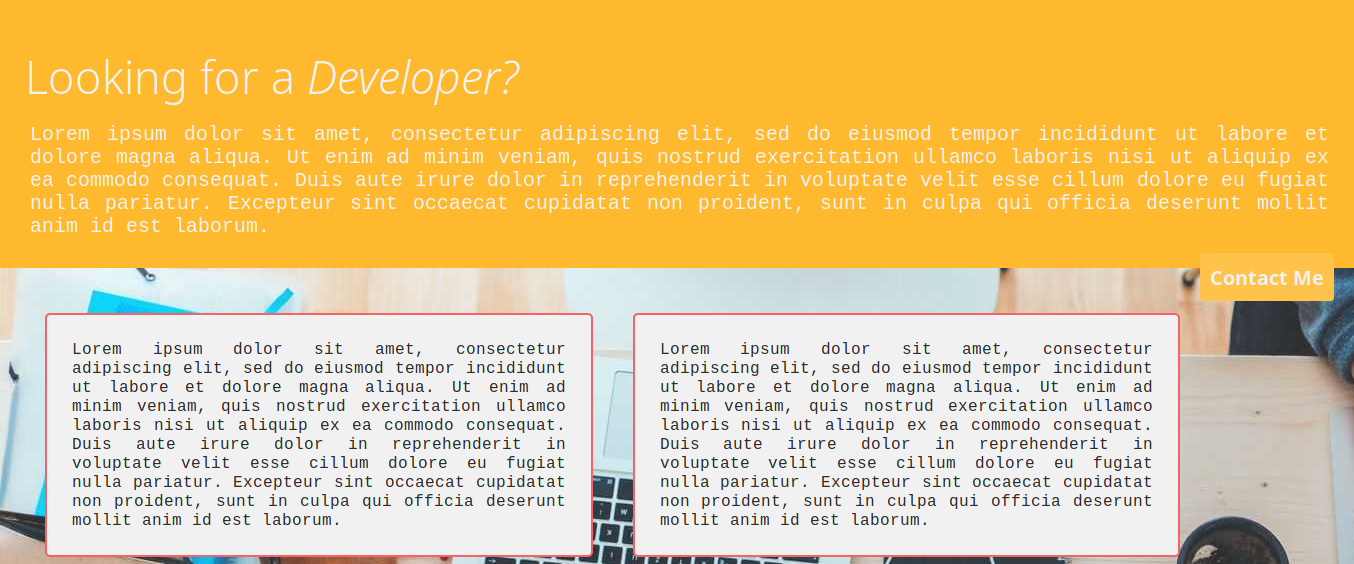 Looking for a Developer?
Lorem ipsum dolor sit amet, consectetur adipiscing elit, sed do eiusmod tempor incididunt ut labore et
dolore magna aliqua. Ut enim ad minim veniam, quis nostrud exercitation ullamco laboris nisi ut aliquip ex
ea commodo consequat. Duis aute irure dolor in reprehenderit in voluptate velit esse cillum dolore eu fugiat
nulla pariatur. Excepteur sint occaecat cupidatat non proident, sunt in culpa qui officia deserunt mollit
anim id est laborum.
Contact Me
Lorem ipsum dolor sit amet, consectetur
adipiscing elit, sed do eiusmod tempor incididunt
ut labore et dolore magna aliqua. Ut enim ad
minim veniam, quis nostrud exercitation ullamco
laboris nisi ut aliquip ex ea commodo consequat.
Duis aute irure dolor in reprehenderit in
voluptate velit esse cillum dolore eu fugiat
nulla pariatur. Excepteur sint occaecat cupidatat
non proident, sunt in culpa qui officia deserunt
mollit anim id est laborum.
Lorem ipsum dolor sit amet, consectetur
adipiscing elit, sed do eiusmod tempor incididunt
ut labore et dolore magna aliqua. Ut enim ad
minim veniam, quis nostrud exercitation ullamco
laboris nisi ut aliquip ex ea commodo consequat.
Duis aute irure dolor in reprehenderit in
voluptate velit esse cillum dolore eu fugiat
nulla pariatur. Excepteur sint occaecat cupidatat
non proident, sunt in culpa qui officia deserunt
mollit anim id est laborum.